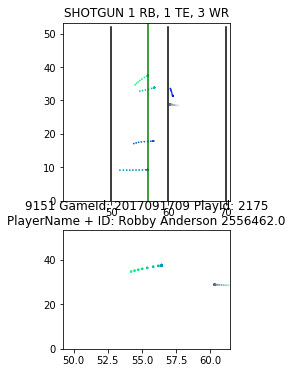 SHOTGUN 1 RB, 1 TE, 3 WR
50
40
30
20
10
0
50 60 70
9151 GameId: 2017091709 PlayId: 2175
PlayerName + ID: Robby Anderson 2556462.0
40
20
0
50.0 52.5 55.0 57.5 60.0